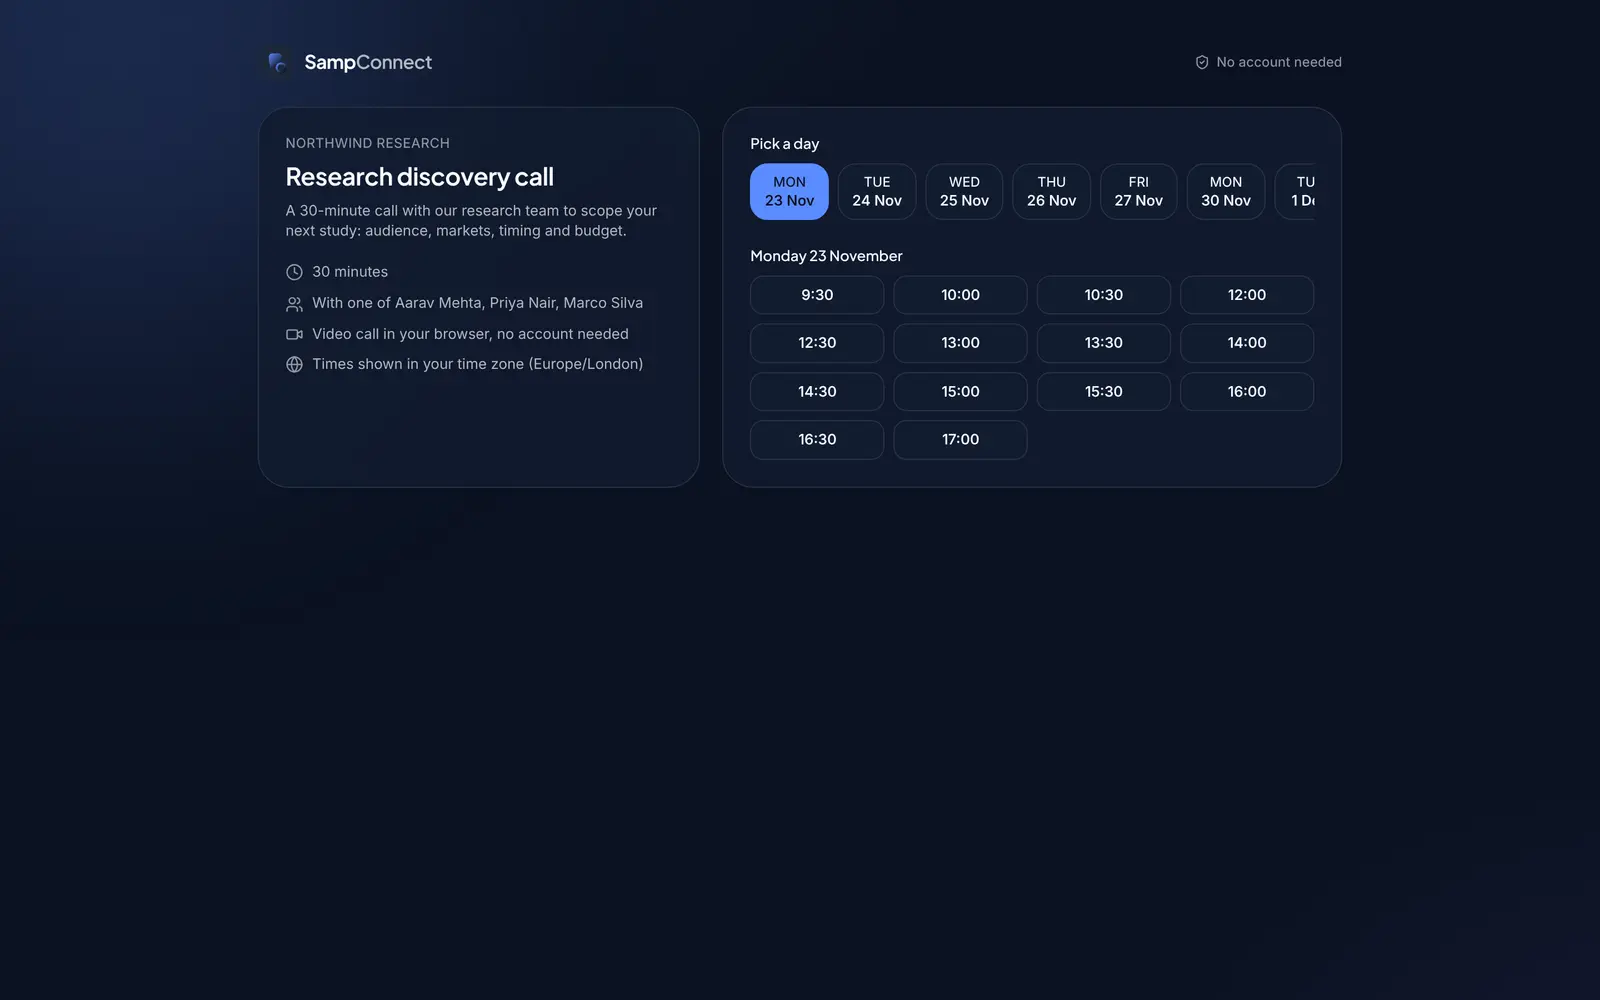 SampConnect
No account needed
NORTHWIND RESEARCH
Research discovery call
A 30-minute call with our research team to scope your
next study: audience, markets, timing and budget.
30 minutes
With one of Aarav Mehta, Priya Nair, Marco Silva
Video call in your browser, no account needed
Times shown in your time zone (Europe/London)
Pick a day
MON TUE WED THU FRI MON TU
23 Nov 24 Nov 25 Nov 26 Nov 27 Nov 30 Nov 1 De
Monday 23 November
9:30 10:00 10:30 12:00
12:30 13:00 13:30 14:00
14:30 15:00 15:30 16:00
16:30 17:00